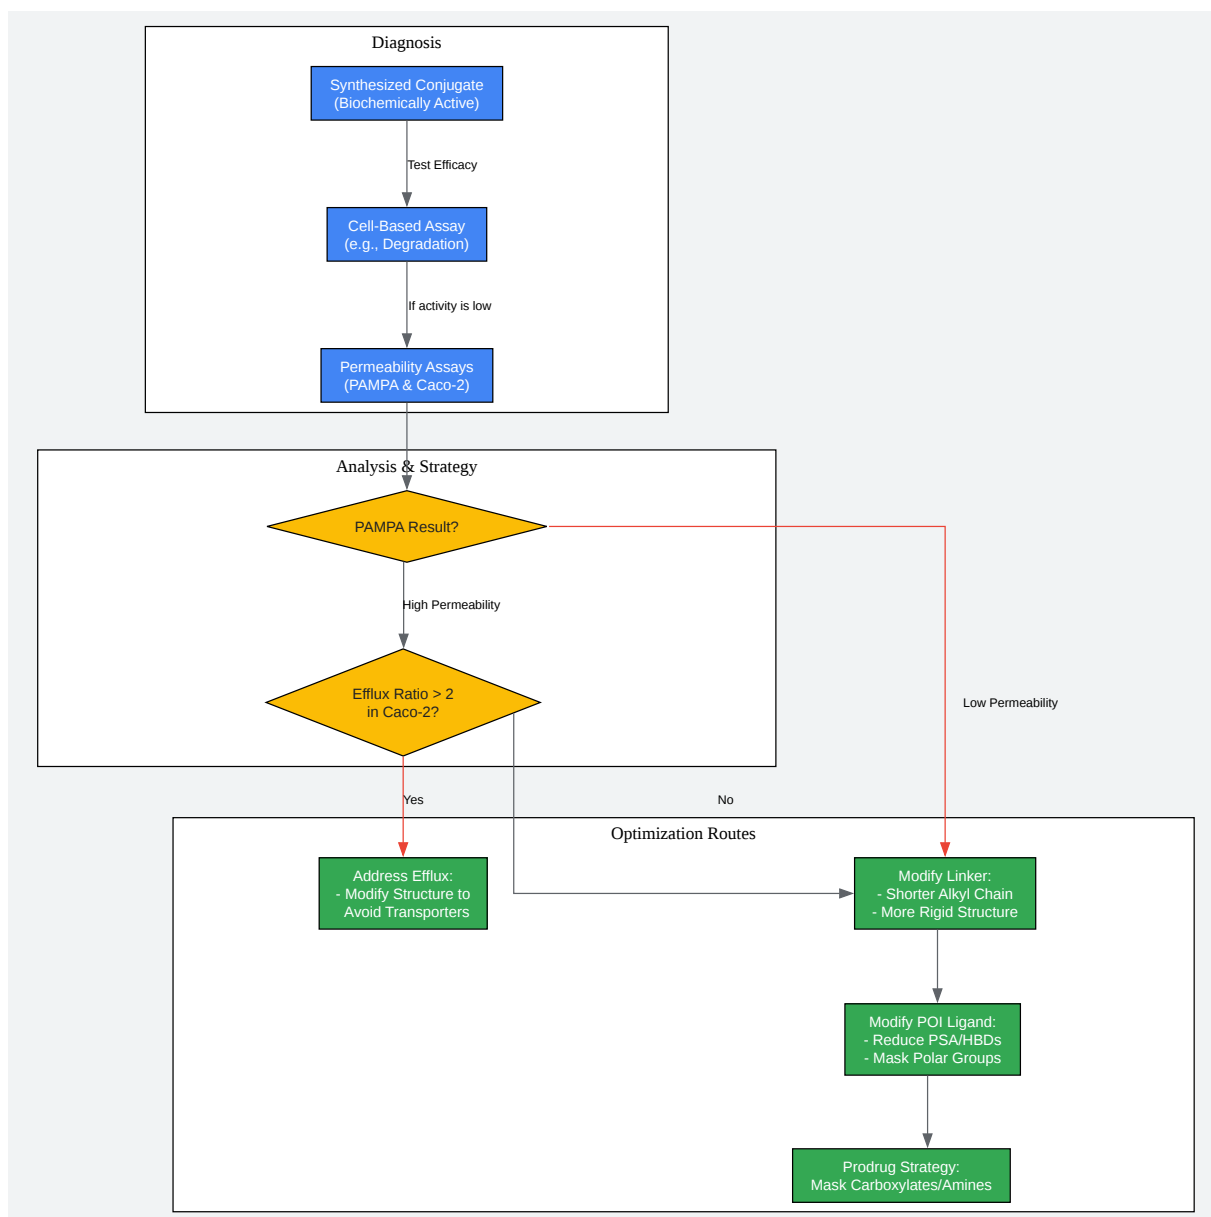 Diagnosis
Synthesized Conjugate
(Biochemically Active)
Test Efficacy
Cell-Based Assay
(e.g., Degradation)
If activity is low
Permeability Assays
(PAMPA & Caco-2)
Analysis & Strategy
PAMPA Result?
High Permeability
Efflux Ratio > 2
in Caco-2?
Low Permeability
Yes
No
Optimization Routes
Address Efflux:
- Modify Structure to
Avoid Transporters
Modify Linker:
- Shorter Alkyl Chain
- More Rigid Structure
Modify POI Ligand:
- Reduce PSA/HBDs
- Mask Polar Groups
Prodrug Strategy:
Mask Carboxylates/Amines